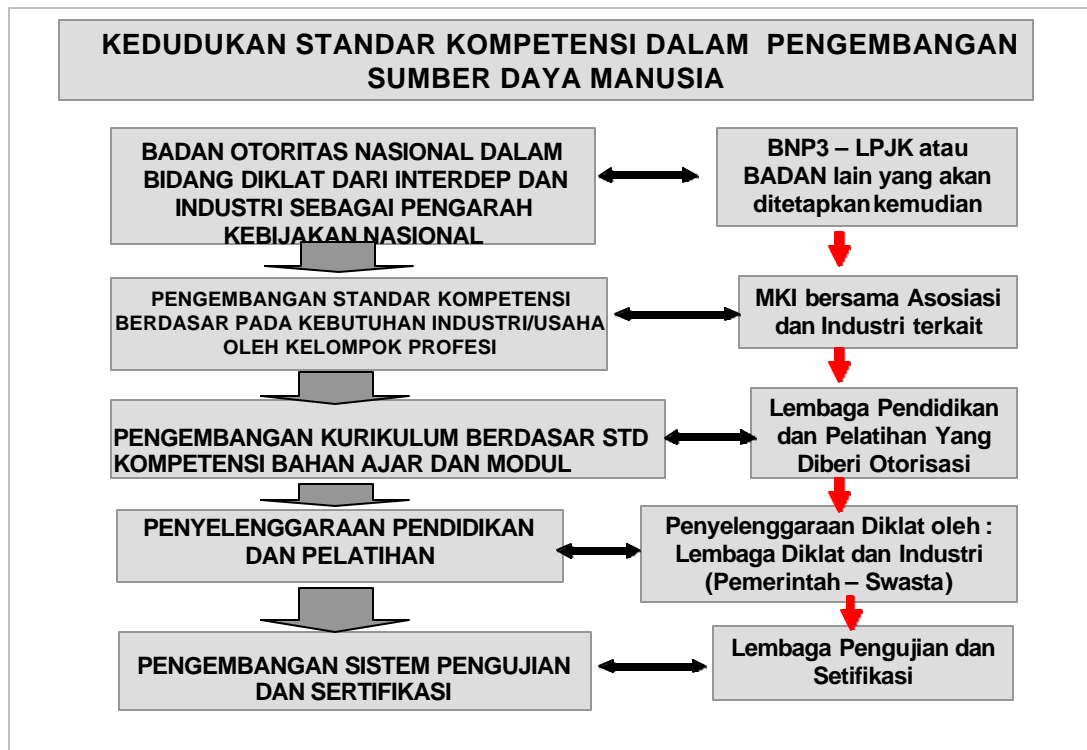 KEDUDUKAN STANDAR KOMPETENSI DALAM PENGEMBANGAN
SUMBER DAYA MANUSIA
BADAN OTORITAS NASIONAL DALAM
BIDANG DIKLAT DARI INTERDEP DAN
INDUSTRI SEBAGAI PENGARAH
KEBIJAKAN NASIONAL
BNP3 – LPJK atau
BADAN lain yang akan
ditetapkan kemudian
PENGEMBANGAN STANDAR KOMPETENSI
BERDASAR PADA KEBUTUHAN INDUSTRI/USAHA
OLEH KELOMPOK PROFESI
MKI bersama Asosiasi
dan Industri terkait
PENGEMBANGAN KURIKULUM BERDASAR STD
KOMPETENSI BAHAN AJAR DAN MODUL
Lembaga Pendidikan
dan Pelatihan Yang
Diberi Otorisasi
PENYELENGGARAAN PENDIDIKAN
DAN PELATIHAN
Penyelenggaraan Diklat oleh :
Lembaga Diklat dan Industri
(Pemerintah – Swasta)
PENGEMBANGAN SISTEM PENGUJIAN
DAN SERTIFIKASI
Lembaga Pengujian dan
Setifikasi